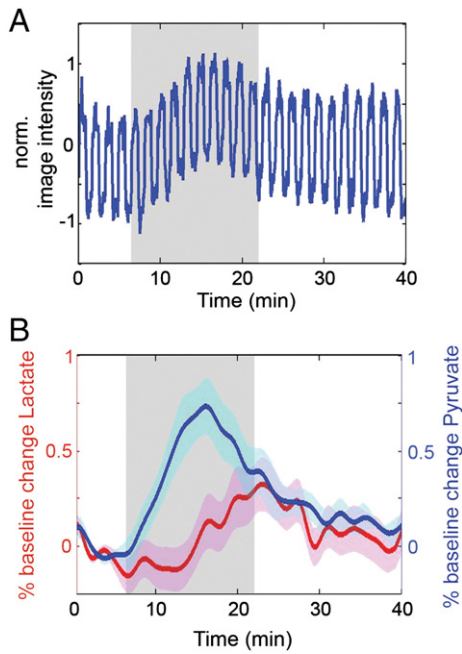 A
norm.
image intensity
1
0
-1
0 10 20 30 40
Time (min)
B
% baseline change Lactate
1
0.5
0
% baseline change Pyruvate
1
0.5
0
0 10 20 30 40
Time (min)